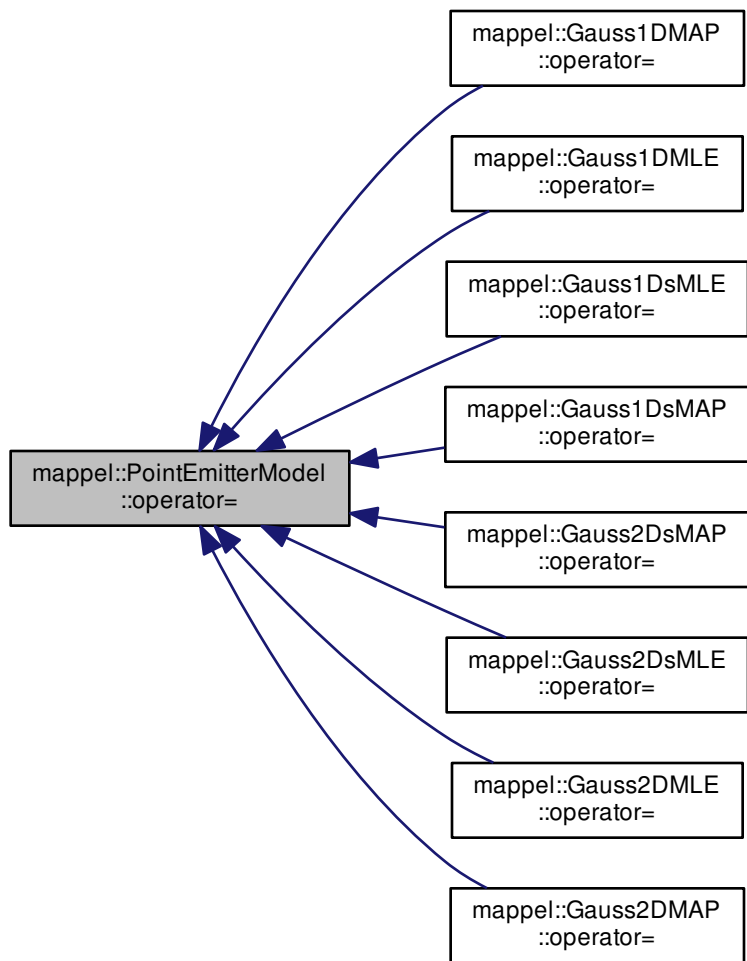 mappel::Gauss1DMAP
::operator=
mappel::Gauss1DMLE
::operator=
mappel::Gauss1DsMLE
::operator=
mappel::Gauss1DsMAP
::operator=
mappel::PointEmitterModel
::operator=
mappel::Gauss2DsMAP
::operator=
mappel::Gauss2DsMLE
::operator=
mappel::Gauss2DMLE
::operator=
mappel::Gauss2DMAP
::operator=